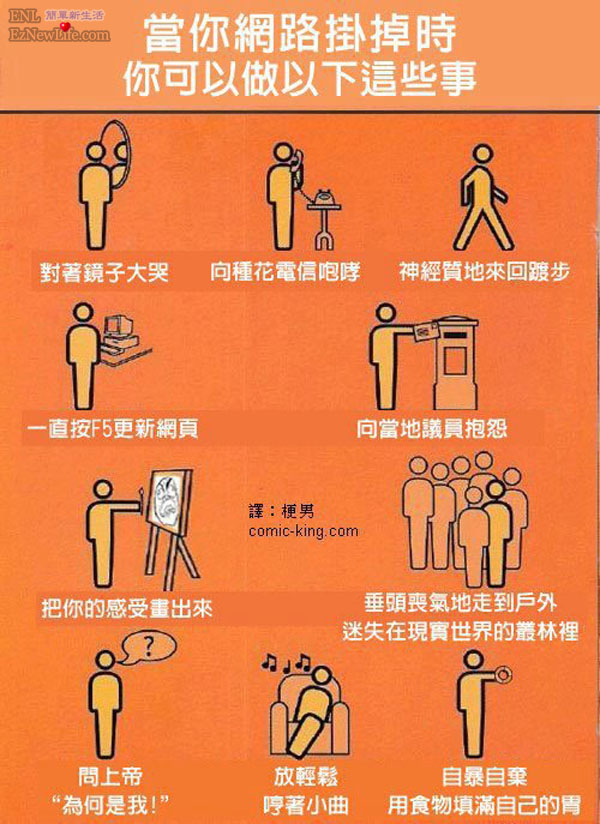 ENL 簡單新生活
EzNewLife.com
當你網路掛掉時
你可以做以下這些事
對著鏡子大哭
向種花電信咆哮
神經質地來回踱步
一直按F5更新網頁
向當地議員抱怨
譯：梗男
comic-king.com
把你的感受畫出來
垂頭喪氣地走到戶外
迷失在現實世界的叢林裡
?
問上帝
“為何是我!”
放輕鬆
哼著小曲
自暴自棄
用食物填滿自己的胃